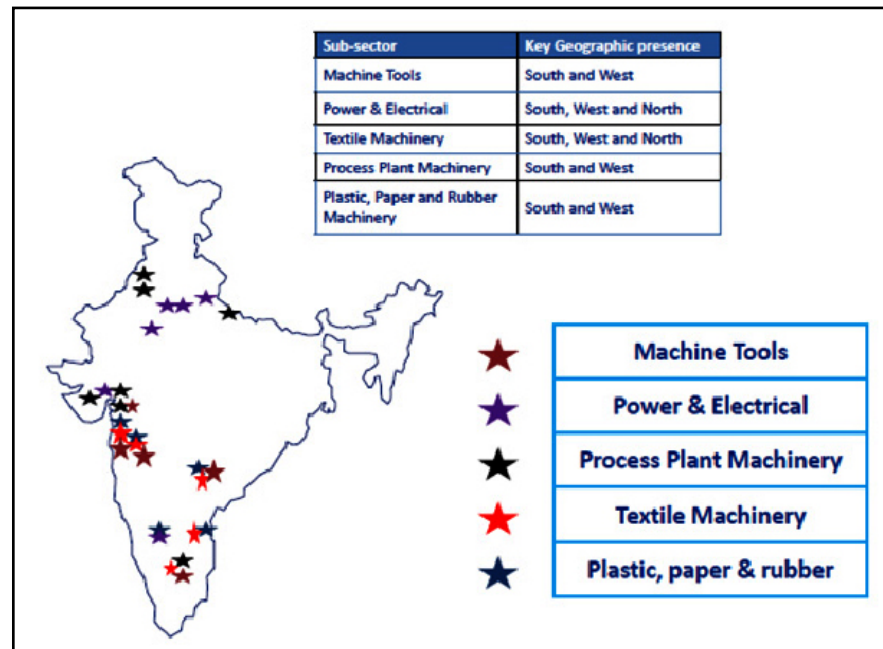 Sub-sector Key Geographic presence
Machine Tools South and West
Power & Electrical South, West and North
Textile Machinery South, West and North
Process Plant Machinery South and West
Plastic, Paper and Rubber
Machinery South and West
Machine Tools
Power & Electrical
Process Plant Machinery
Textile Machinery
Plastic, paper & rubber